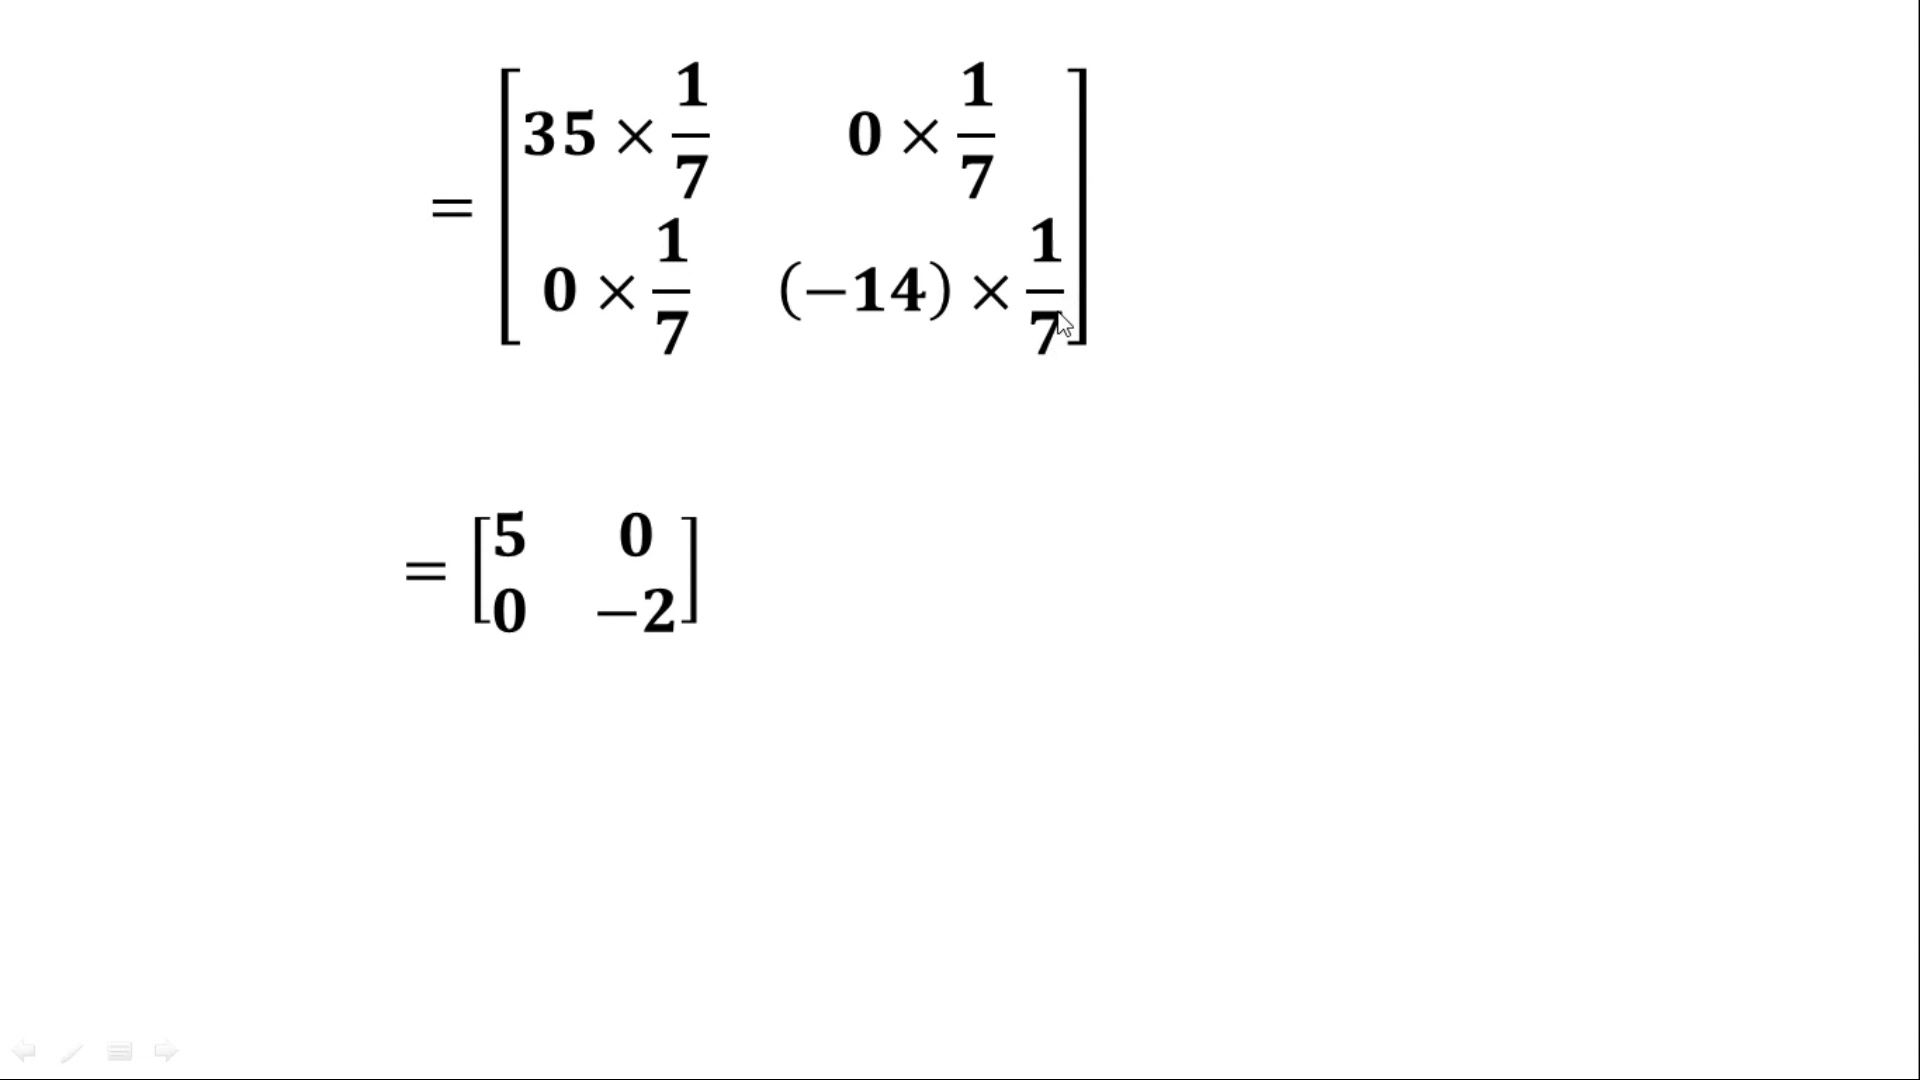 = [35 × 1/7 0 × 1/7
0 × 1/7 (−14) × 1/7]
= [5 0
0 −2]